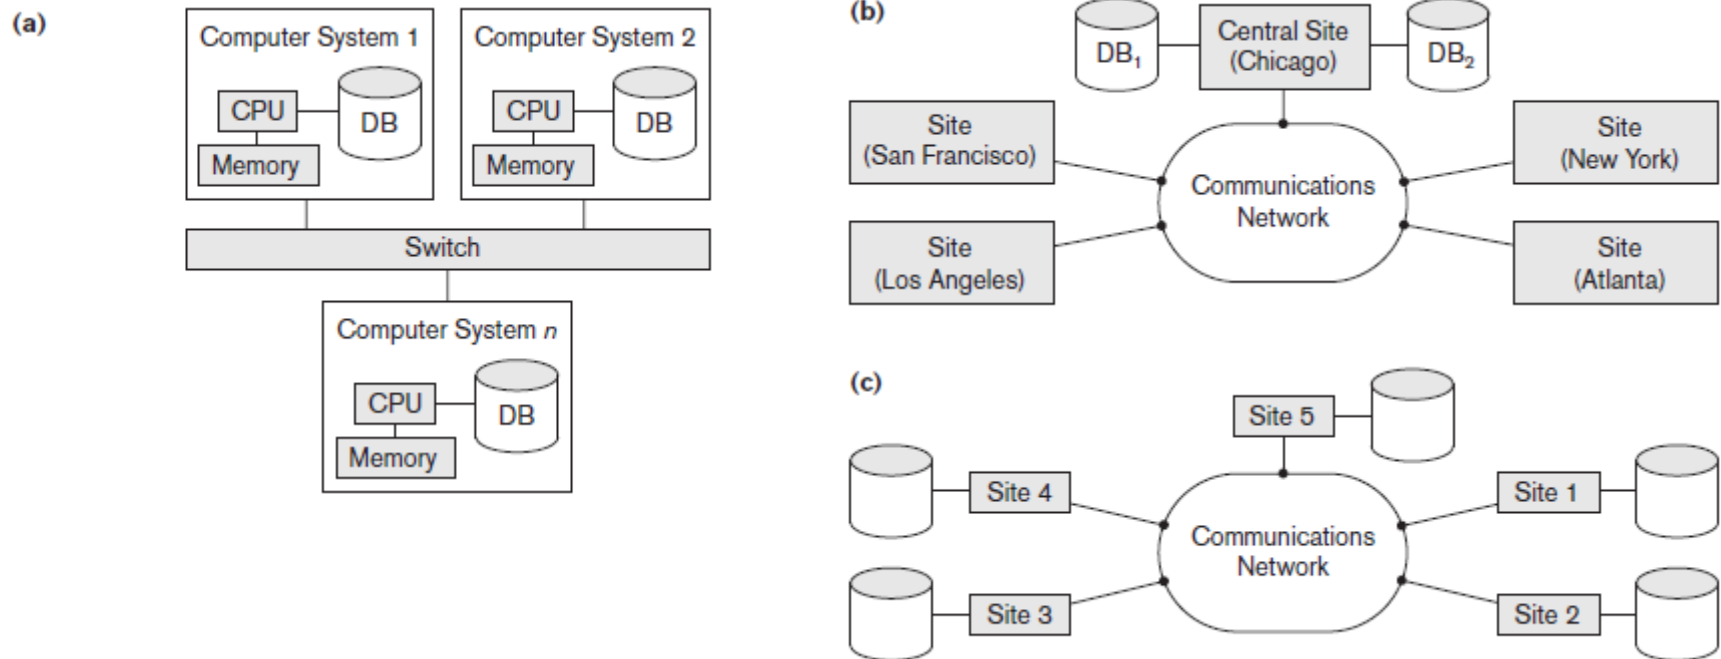 (a)
Computer System 1
CPU
DB
Memory
Computer System 2
CPU
DB
Memory
Switch
Computer System n
CPU
DB
Memory
(b)
DB₁
Central Site
(Chicago)
DB₂
Site
(San Francisco)
Site
(New York)
Communications
Network
Site
(Los Angeles)
Site
(Atlanta)
(c)
Site 5
Site 4
Site 1
Communications
Network
Site 3
Site 2